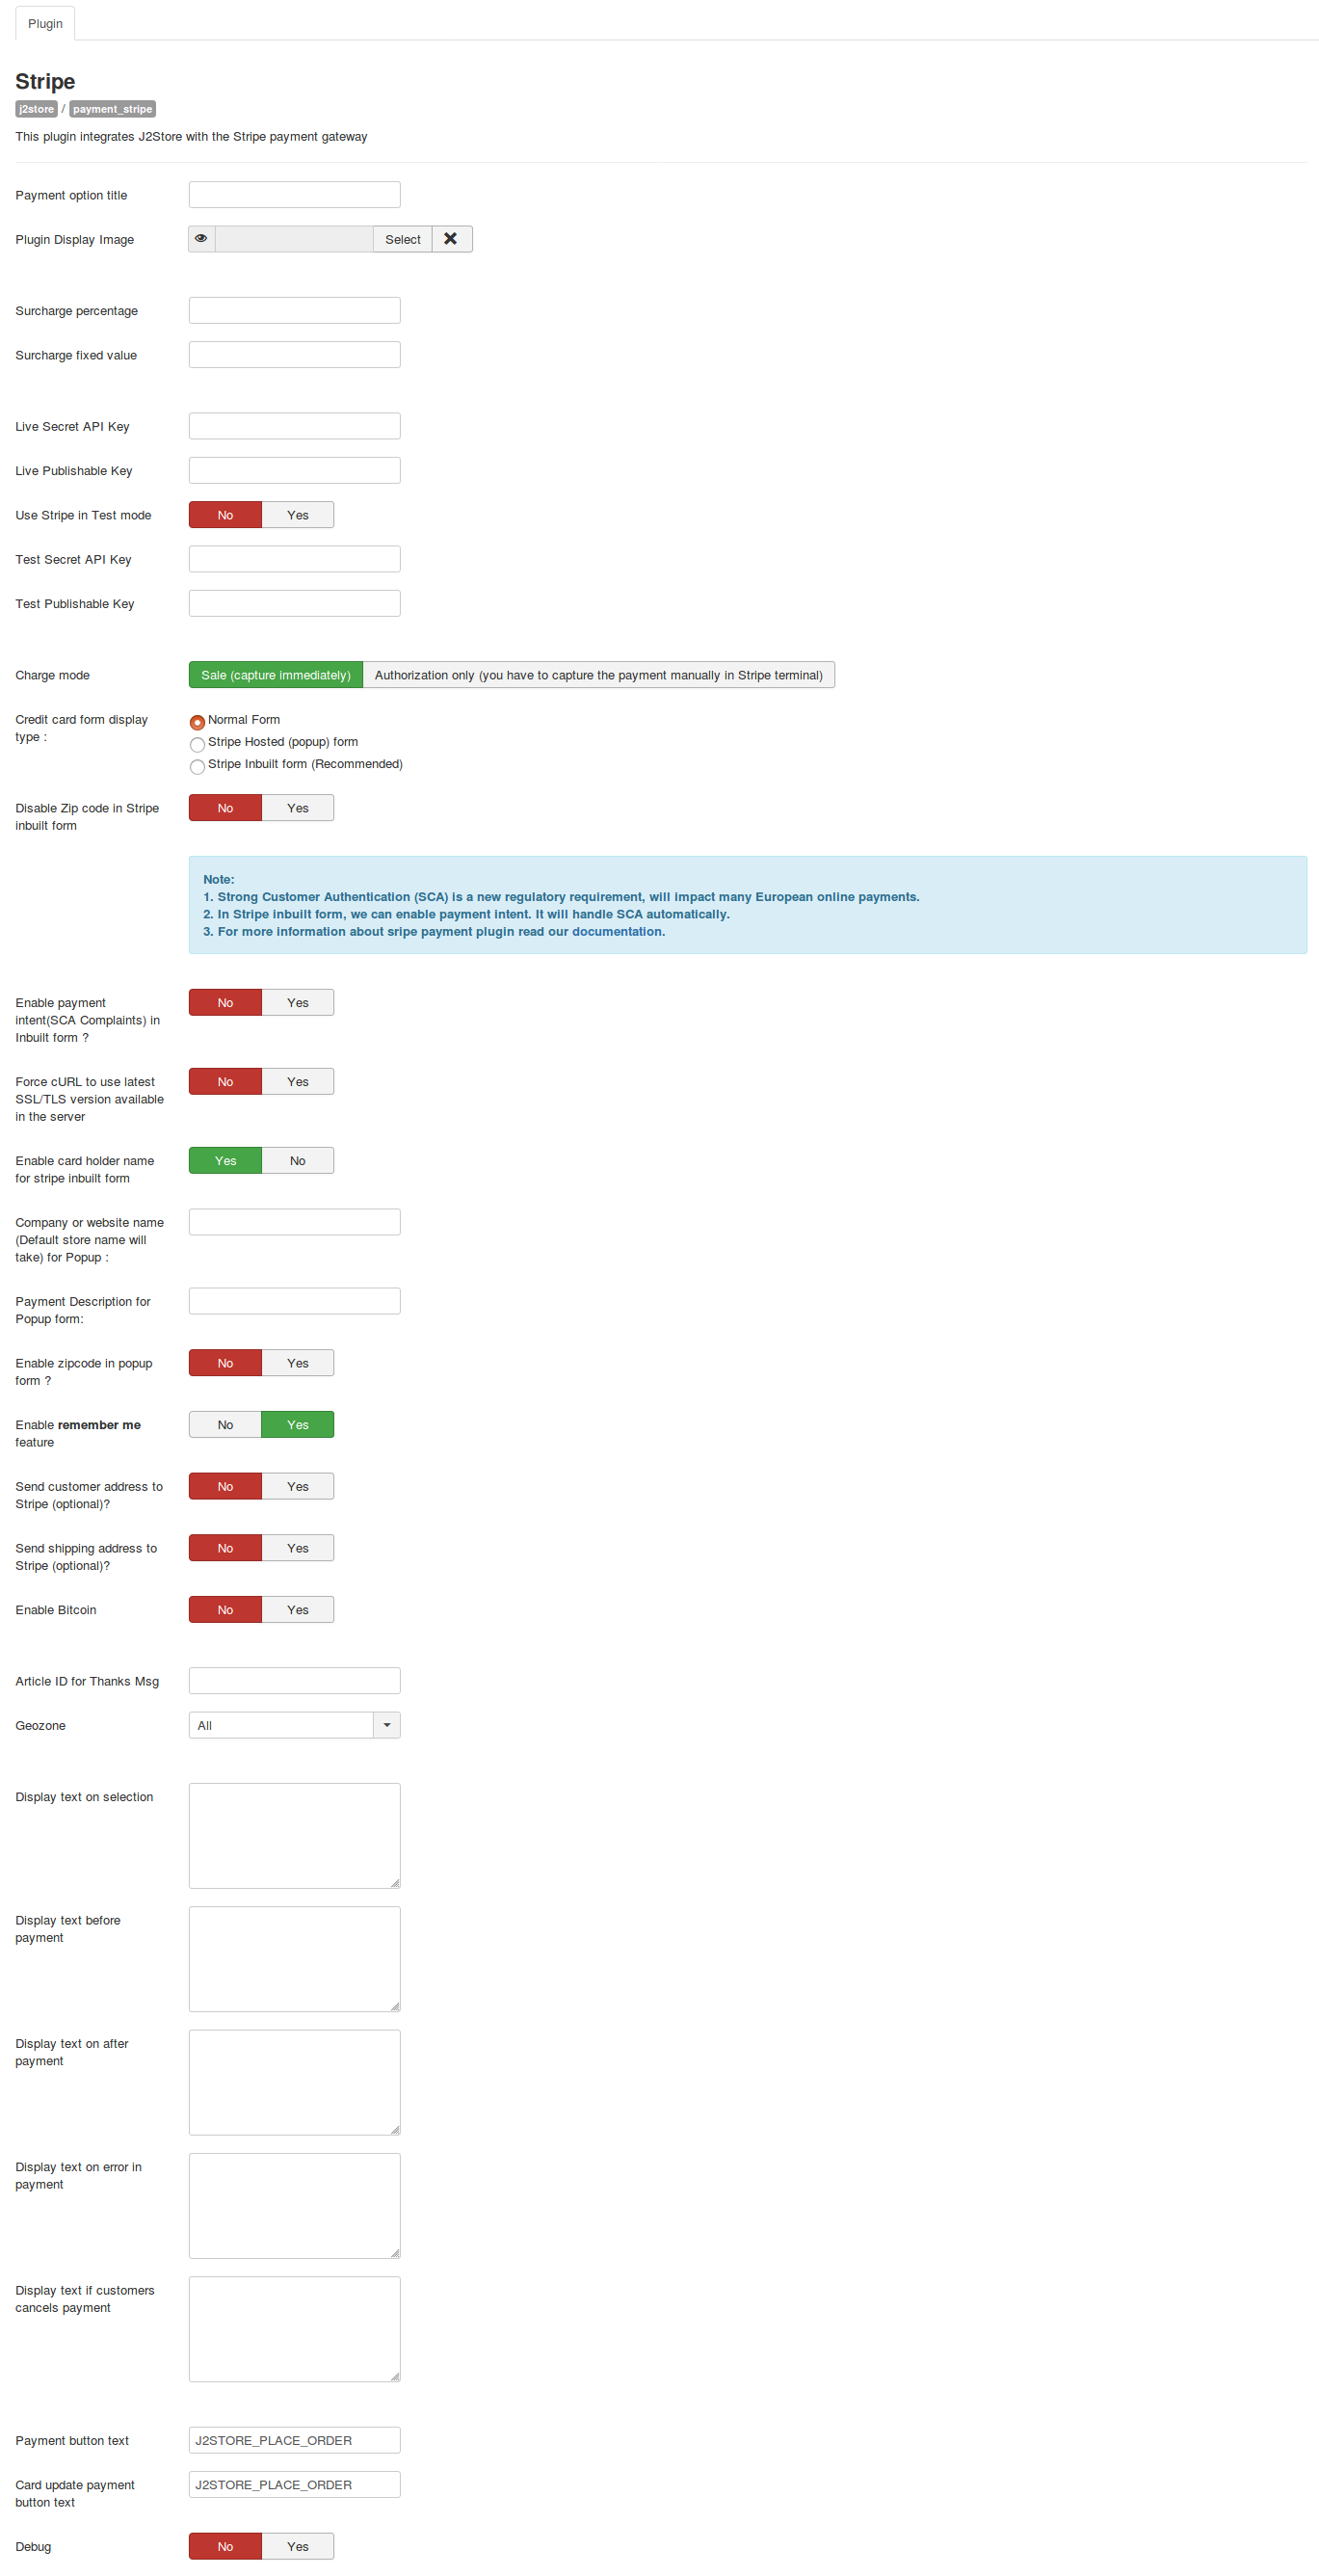 Plugin
Stripe
j2store / payment_stripe
This plugin integrates J2Store with the Stripe payment gateway
Payment option title
Plugin Display Image
Select
Surcharge percentage
Surcharge fixed value
Live Secret API Key
Live Publishable Key
Use Stripe in Test mode
No Yes
Test Secret API Key
Test Publishable Key
Charge mode
Sale (capture immediately) Authorization only (you have to capture the payment manually in Stripe terminal)
Credit card form display
type :
Normal Form
Stripe Hosted (popup) form
Stripe Inbuilt form (Recommended)
Disable Zip code in Stripe
inbuilt form
No Yes
Note:
1. Strong Customer Authentication (SCA) is a new regulatory requirement, will impact many European online payments.
2. In Stripe inbuilt form, we can enable payment intent. It will handle SCA automatically.
3. For more information about sripe payment plugin read our documentation.
Enable payment
intent(SCA Complaints) in
Inbuilt form ?
No Yes
Force cURL to use latest
SSL/TLS version available
in the server
No Yes
Enable card holder name
for stripe inbuilt form
Yes No
Company or website name
(Default store name will
take) for Popup :
Payment Description for
Popup form:
Enable zipcode in popup
form ?
No Yes
Enable remember me
feature
No Yes
Send customer address to
Stripe (optional)?
No Yes
Send shipping address to
Stripe (optional)?
No Yes
Enable Bitcoin
No Yes
Article ID for Thanks Msg
Geozone
All
Display text on selection
Display text before
payment
Display text on after
payment
Display text on error in
payment
Display text if customers
cancels payment
Payment button text
J2STORE_PLACE_ORDER
Card update payment
button text
J2STORE_PLACE_ORDER
Debug
No Yes